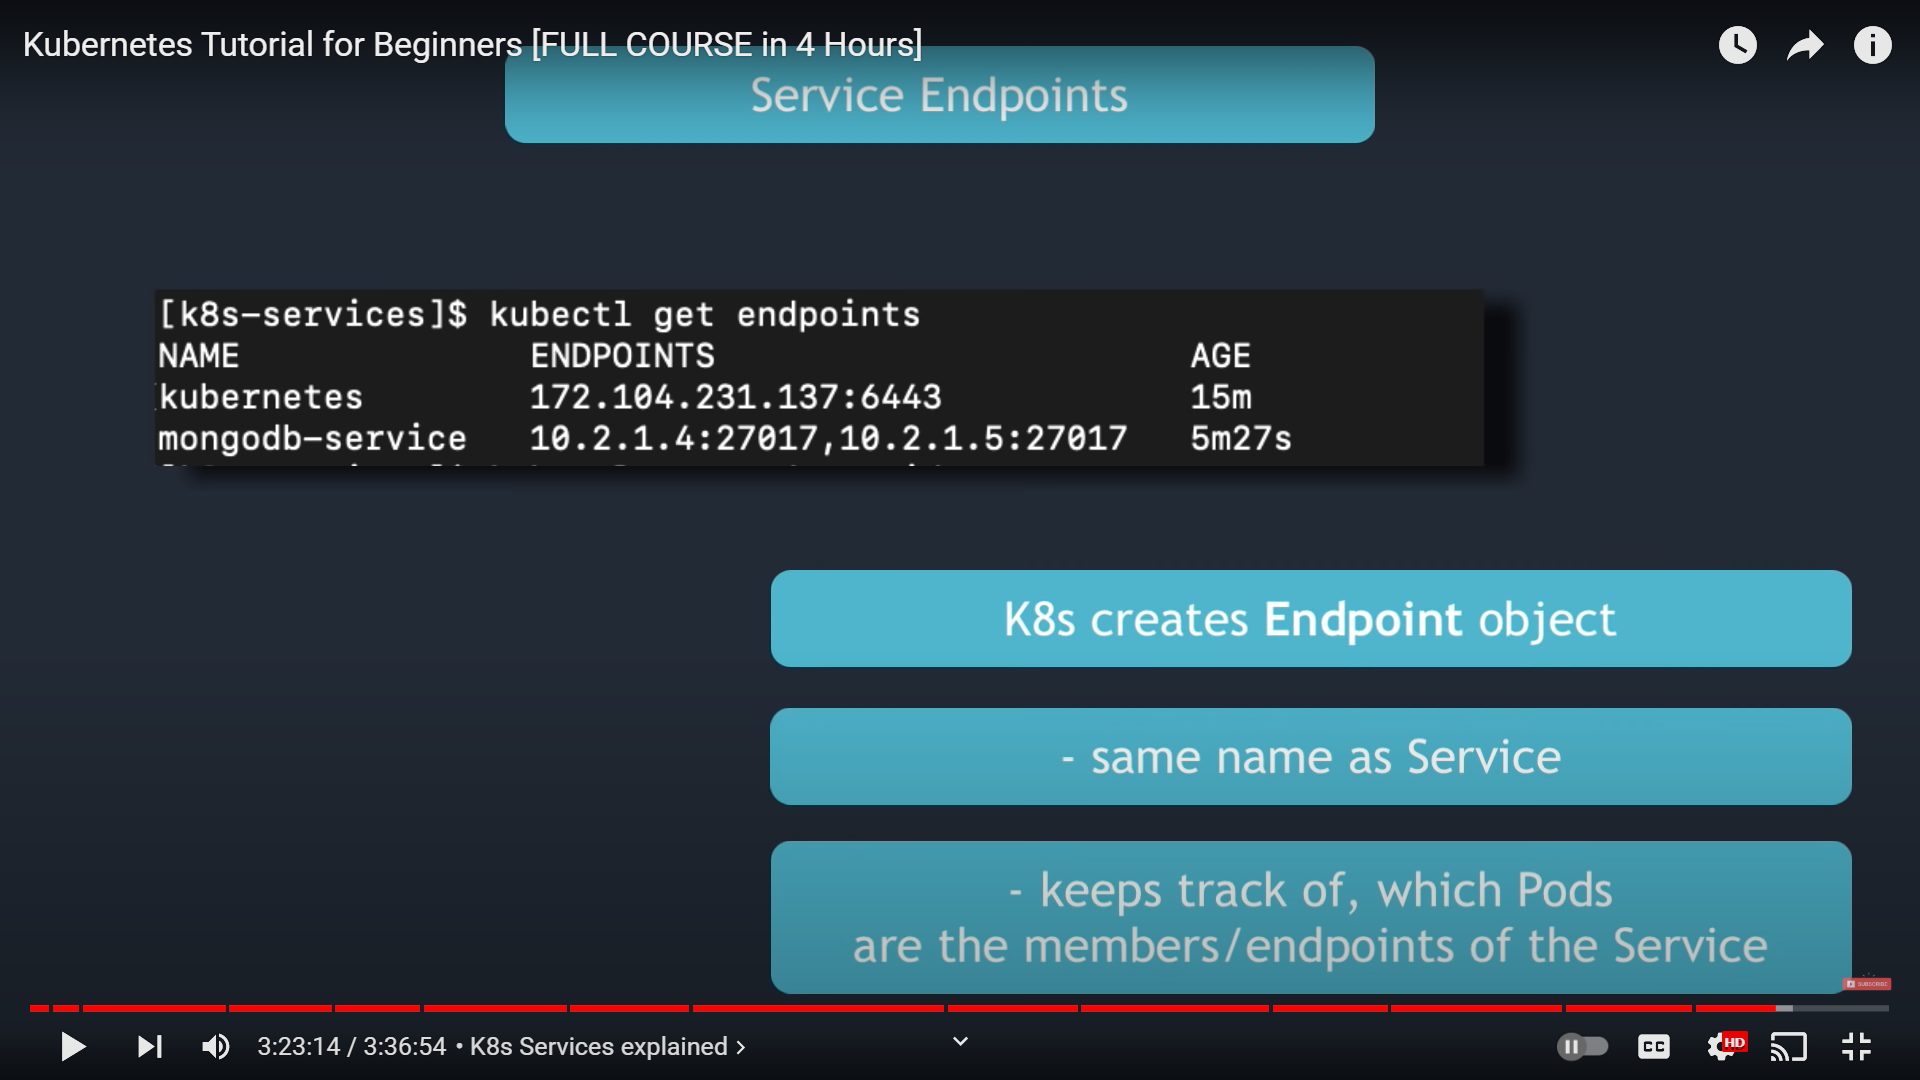 Kubernetes Tutorial for Beginners [FULL COURSE in 4 Hours]
Service Endpoints
[k8s-services]$ kubectl get endpoints
NAME ENDPOINTS AGE
kubernetes 172.104.231.137:6443 15m
mongodb-service 10.2.1.4:27017,10.2.1.5:27017 5m27s
K8s creates Endpoint object
- same name as Service
- keeps track of, which Pods
are the members/endpoints of the Service
SUBSCRIBE
3:23:14 / 3:36:54 • K8s Services explained
CC
HD